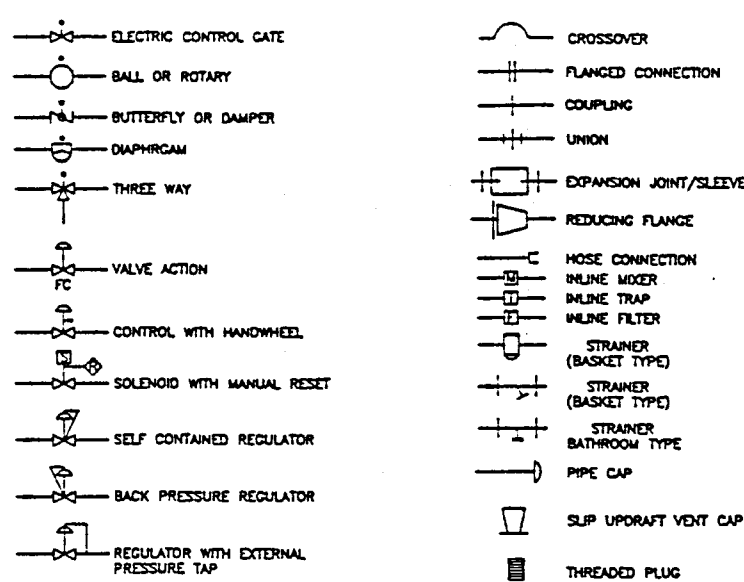 ELECTRIC CONTROL GATE
BALL OR ROTARY
BUTTERFLY OR DAMPER
DIAPHRGAM
THREE WAY
VALVE ACTION
FC
CONTROL WITH HANDWHEEL
S
R
SOLENOID WITH MANUAL RESET
SELF CONTAINED REGULATOR
BACK PRESSURE REGULATOR
REGULATOR WITH EXTERNAL
PRESSURE TAP
CROSSOVER
FLANGED CONNECTION
COUPLING
UNION
EXPANSION JOINT/SLEEVE
REDUCING FLANGE
HOSE CONNECTION
M INLINE MIXER
T INLINE TRAP
F INLINE FILTER
STRAINER
(BASKET TYPE)
STRAINER
(BASKET TYPE)
STRAINER
BATHROOM TYPE
PIPE CAP
SLIP UPDRAFT VENT CAP
THREADED PLUG